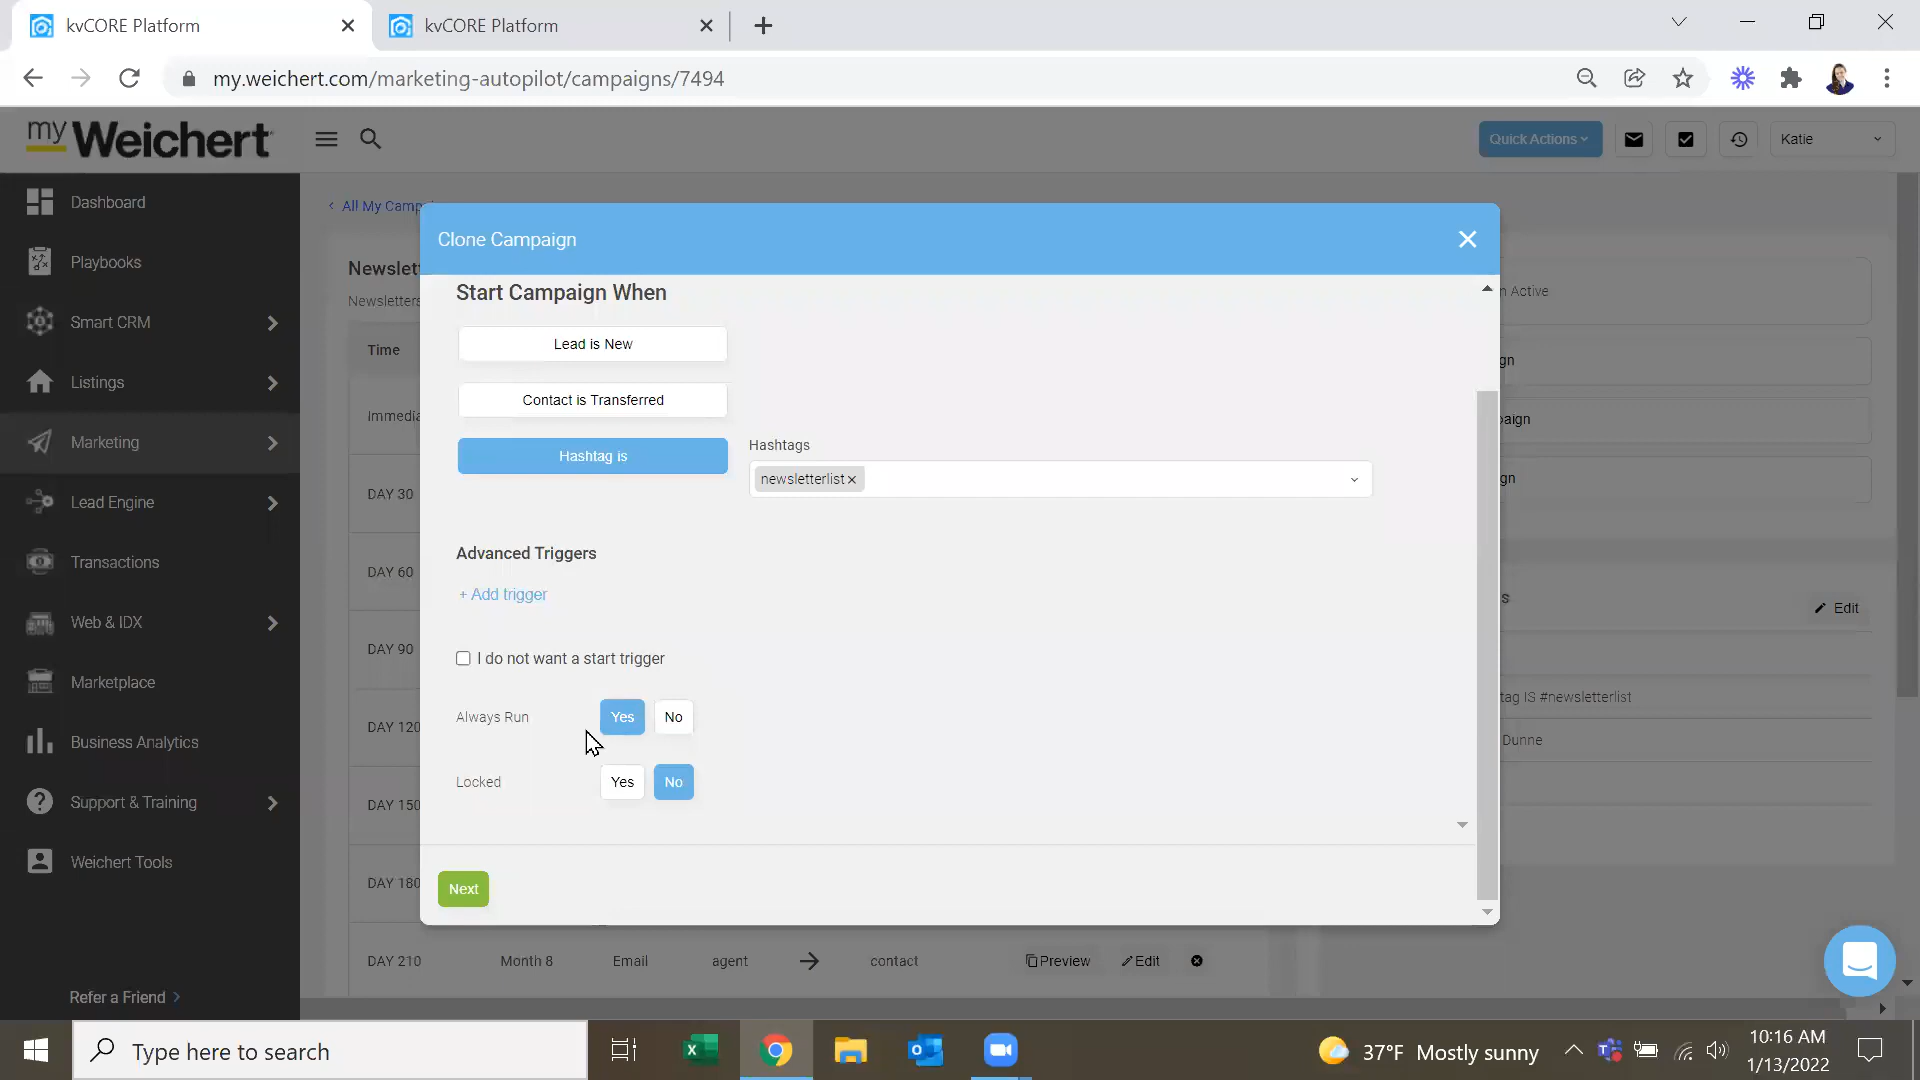 kvCORE Platform
kvCORE Platform
my.weichert.com/marketing-autopilot/campaigns/7494
my Weichert
Quick Actions
Katie
Dashboard
Playbooks
Smart CRM
Listings
Marketing
Lead Engine
Transactions
Web & IDX
Marketplace
Business Analytics
Support & Training
Weichert Tools
Refer a Friend
All My Camp
Newslet
Newsletters
Time
Immedia
DAY 30
DAY 60
DAY 90
DAY 120
DAY 150
DAY 180
DAY 210 Month 8 Email agent contact Preview Edit
Clone Campaign
Start Campaign When
Lead is New
Contact is Transferred
Hashtag is
Hashtags
newsletterlist
Advanced Triggers
+ Add trigger
I do not want a start trigger
Always Run Yes No
Locked Yes No
Next
n Active
gn
aign
gn
s
Edit
tag IS #newsletterlist
Dunne
Type here to search
37°F Mostly sunny
10:16 AM
1/13/2022